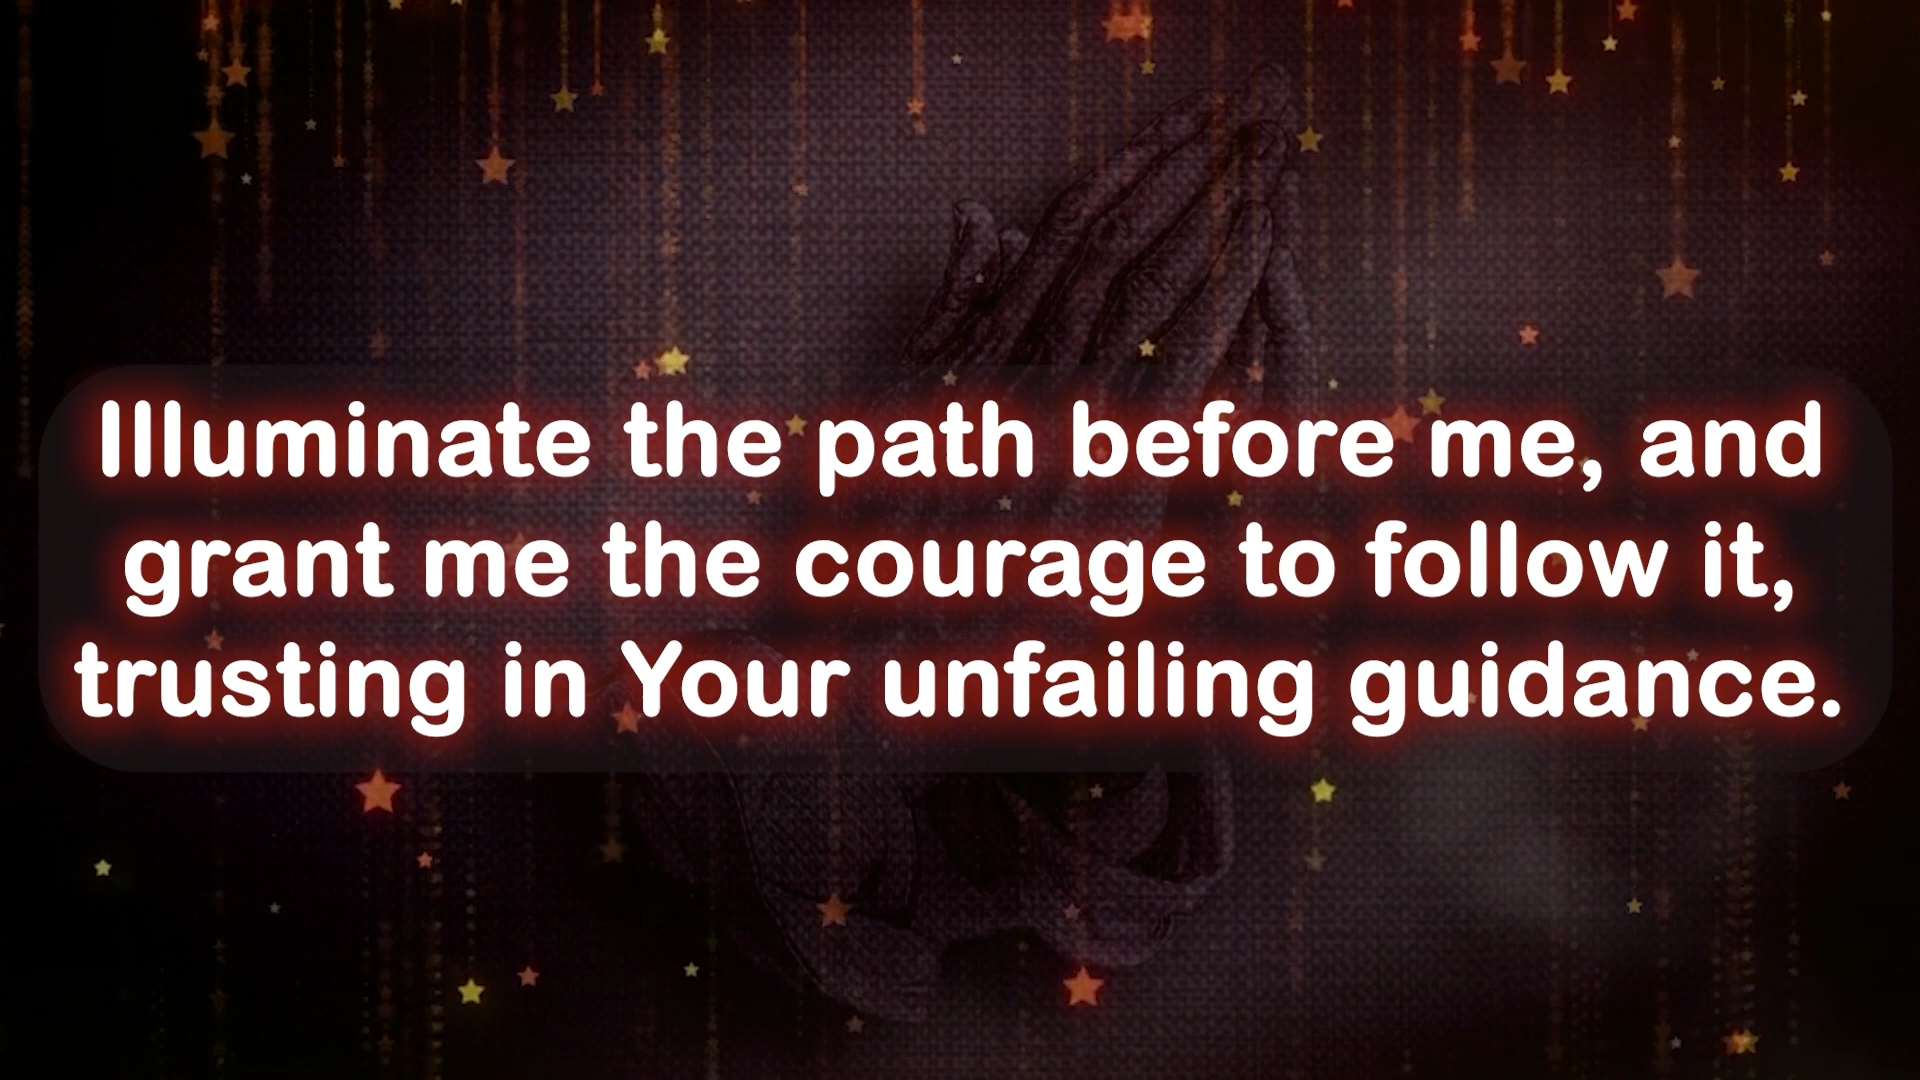 Illuminate the path before me, and
grant me the courage to follow it,
trusting in Your unfailing guidance.